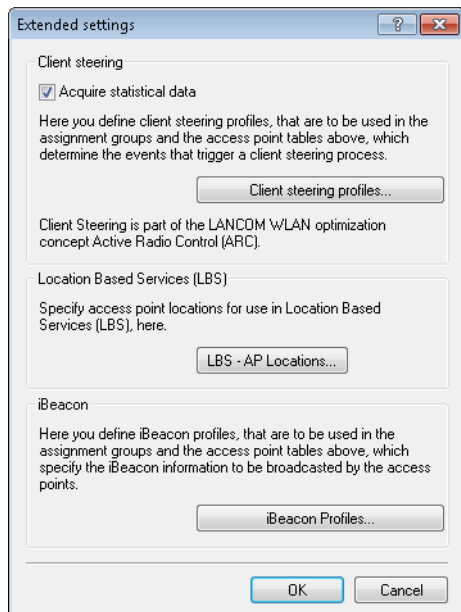 Extended settings
Client steering
Acquire statistical data
Here you define client steering profiles, that are to be used in the
assignment groups and the access point tables above, which
determine the events that trigger a client steering process.
Client steering profiles...
Client Steering is part of the LANCOM WLAN optimization
concept Active Radio Control (ARC).
Location Based Services (LBS)
Specify access point locations for use in Location Based
Services (LBS), here.
LBS - AP Locations...
iBeacon
Here you define iBeacon profiles, that are to be used in the
assignment groups and the access point tables above, which
specify the iBeacon information to be broadcasted by the access
points.
iBeacon Profiles...
OK Cancel